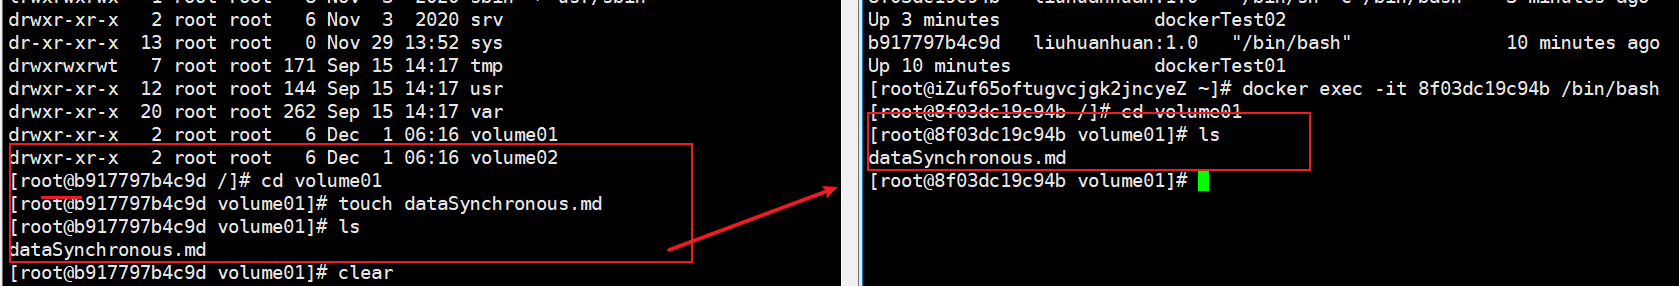 drwxr-xr-x   2 root root   6 Nov  3  2020 srv
dr-xr-xr-x  13 root root   0 Nov 29 13:52 sys
drwxrwxrwt   7 root root 171 Sep 15 14:17 tmp
drwxr-xr-x  12 root root 144 Sep 15 14:17 usr
drwxr-xr-x  20 root root 262 Sep 15 14:17 var
drwxr-xr-x   2 root root   6 Dec  1 06:16 volume01
drwxr-xr-x   2 root root   6 Dec  1 06:16 volume02
[root@b917797b4c9d /]# cd volume01
[root@b917797b4c9d volume01]# touch dataSynchronous.md
[root@b917797b4c9d volume01]# ls
dataSynchronous.md
[root@b917797b4c9d volume01]# clear
Up 3 minutes              dockerTest02
b917797b4c9d   liuhuanhuan:1.0   "/bin/bash"              10 minutes ago
Up 10 minutes             dockerTest01
[root@iZuf65oftugvcjgk2jncyeZ ~]# docker exec -it 8f03dc19c94b /bin/bash
[root@8f03dc19c94b /]# cd volume01
[root@8f03dc19c94b volume01]# ls
dataSynchronous.md
[root@8f03dc19c94b volume01]#